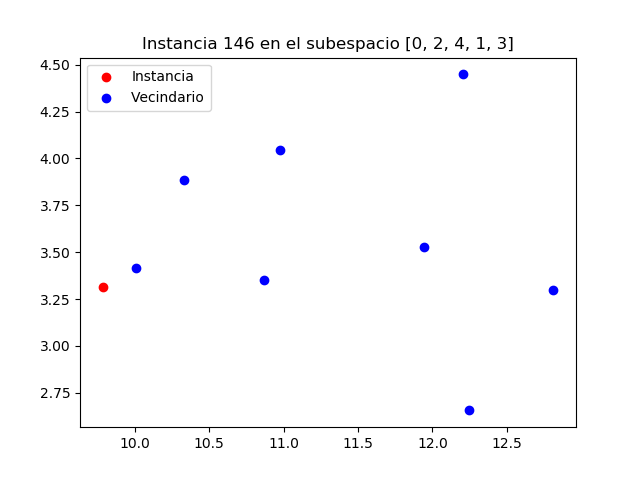 Instancia 146 en el subespacio [0, 2, 4, 1, 3]
Instancia
Vecindario
4.50
4.25
4.00
3.75
3.50
3.25
3.00
2.75
10.0 10.5 11.0 11.5 12.0 12.5